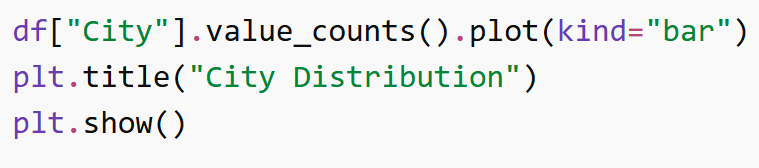 df["City"].value_counts().plot(kind="bar")
plt.title("City Distribution")
plt.show()